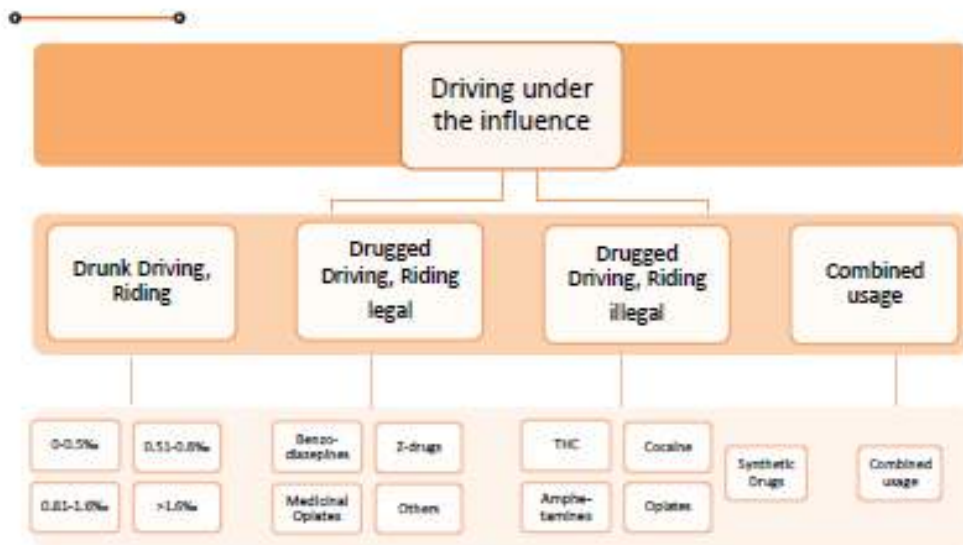 Driving under
the influence
Drunk Driving,
Riding
Drugged
Driving, Riding
legal
Drugged
Driving, Riding
illegal
Combined
usage
0-0.5‰
0.51-0.8‰
0.81-1.6‰
>1.6‰
Benzo-
diazepines
Z-drugs
Medicinal
Opiates
Others
THC
Cocaine
Amphe-
tamines
Opiates
Synthetic
Drugs
Combined
usage